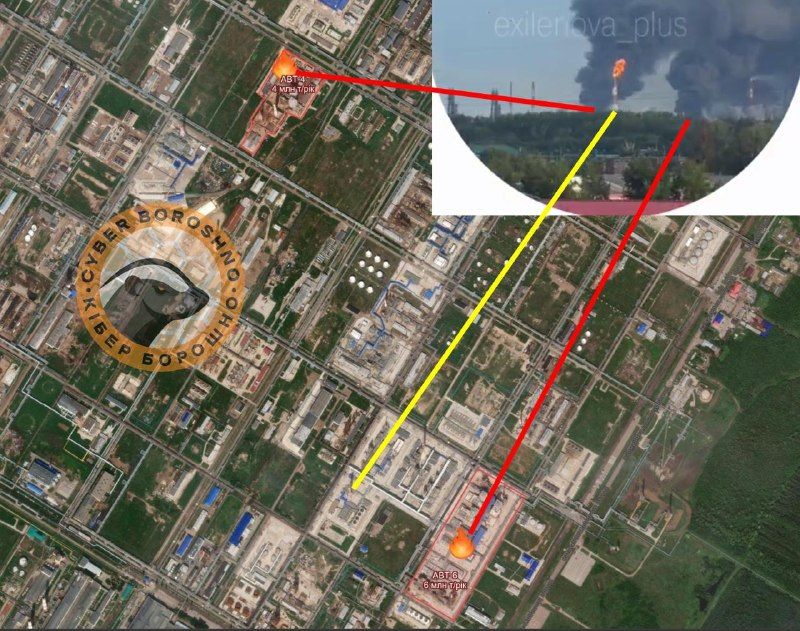 exilenova_plus
АВТ-4
4 млн т/рік
CYBER BOROSHNO
КІБЕР БОРОШНО
АВТ-6
6 млн т/рік